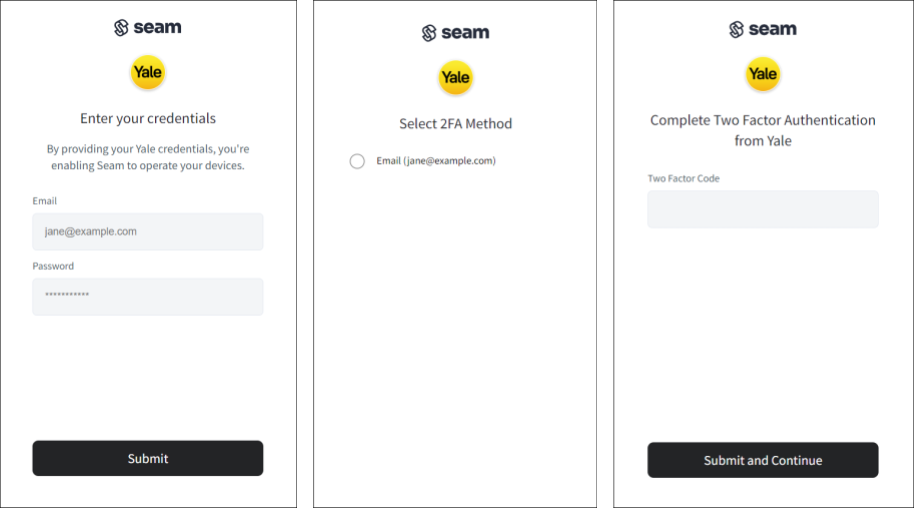 seam
Yale
Enter your credentials
By providing your Yale credentials, you're
enabling Seam to operate your devices.
Email
jane@example.com
Password
***********
Submit
seam
Yale
Select 2FA Method
Email (jane@example.com)
seam
Yale
Complete Two Factor Authentication
from Yale
Two Factor Code
Submit and Continue